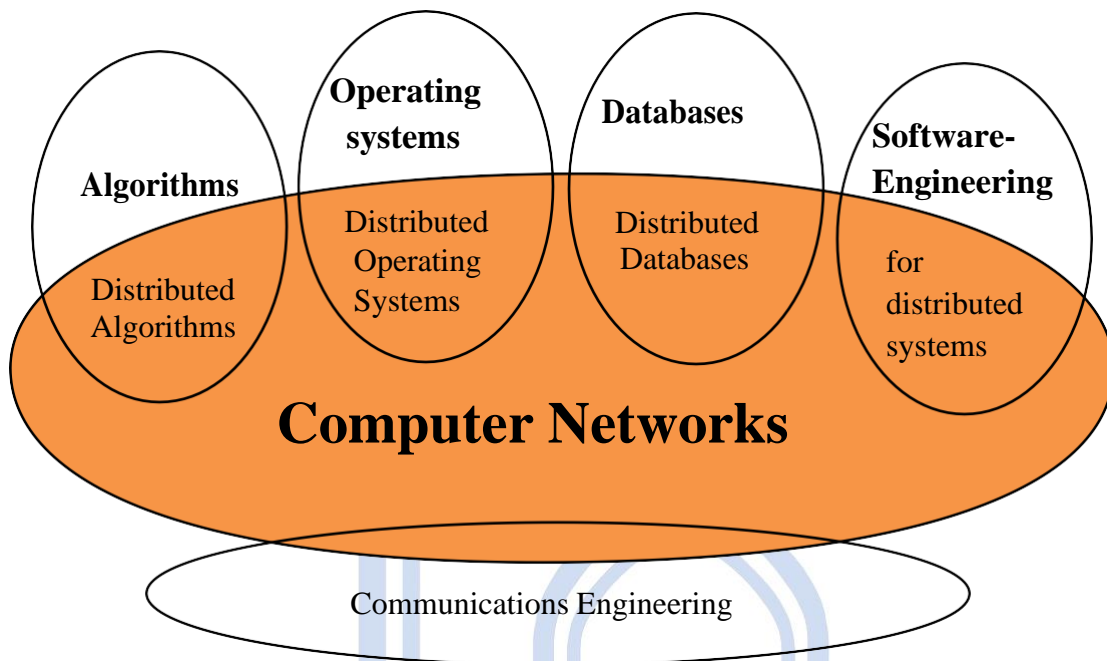 Algorithms
Distributed
Algorithms
Operating
systems
Distributed
Operating
Systems
Databases
Distributed
Databases
Software-
Engineering
for
distributed
systems
Computer Networks
Communications Engineering